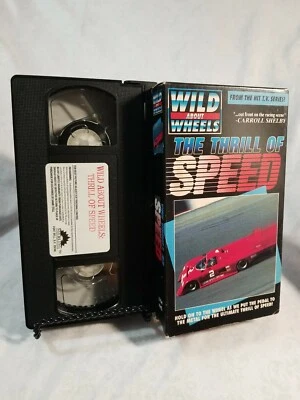 WILD
ABOUT
WHEELS
FROM THE HIT T.V. SERIES!
"...out front on the racing scene"
-CARROLL SHELBY
THE THRILL OF
SPEED
2
HOLD ON TO THE WHEEL AS WE PUT THE PEDAL TO
THE METAL FOR THE ULTIMATE THRILL OF SPEED!
SPEED
WILD ABOUT WHEELS:
THRILL OF SPEED